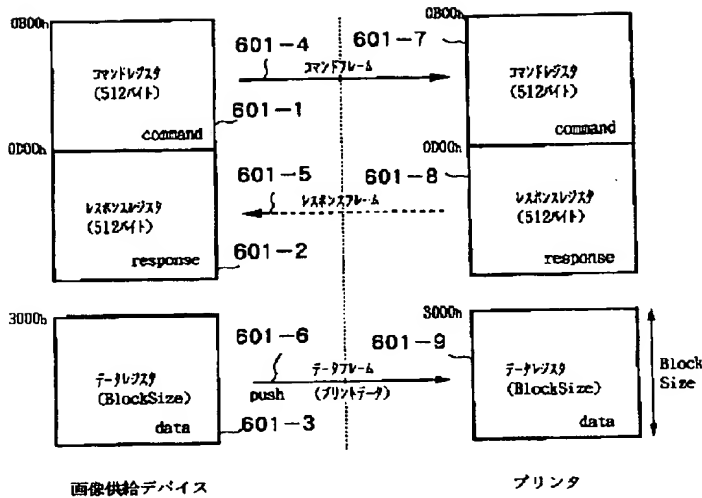 0B00h
コマンドレジスタ
(512バイト)
command
601-1
0D00h
レスポンスレジスタ
(512バイト)
response
601-2
3000h
データレジスタ
(BlockSize)
data
601-3
画像供給デバイス
601-4
コマンドフレーム
601-5
レスポンスフレーム
601-6
データフレーム
push
(プリントデータ)
0B00h
601-7
コマンドレジスタ
(512バイト)
command
0D00h
601-8
レスポンスレジスタ
(512バイト)
response
3000h
601-9
データレジスタ
(BlockSize)
data
Block
Size
プリンタ